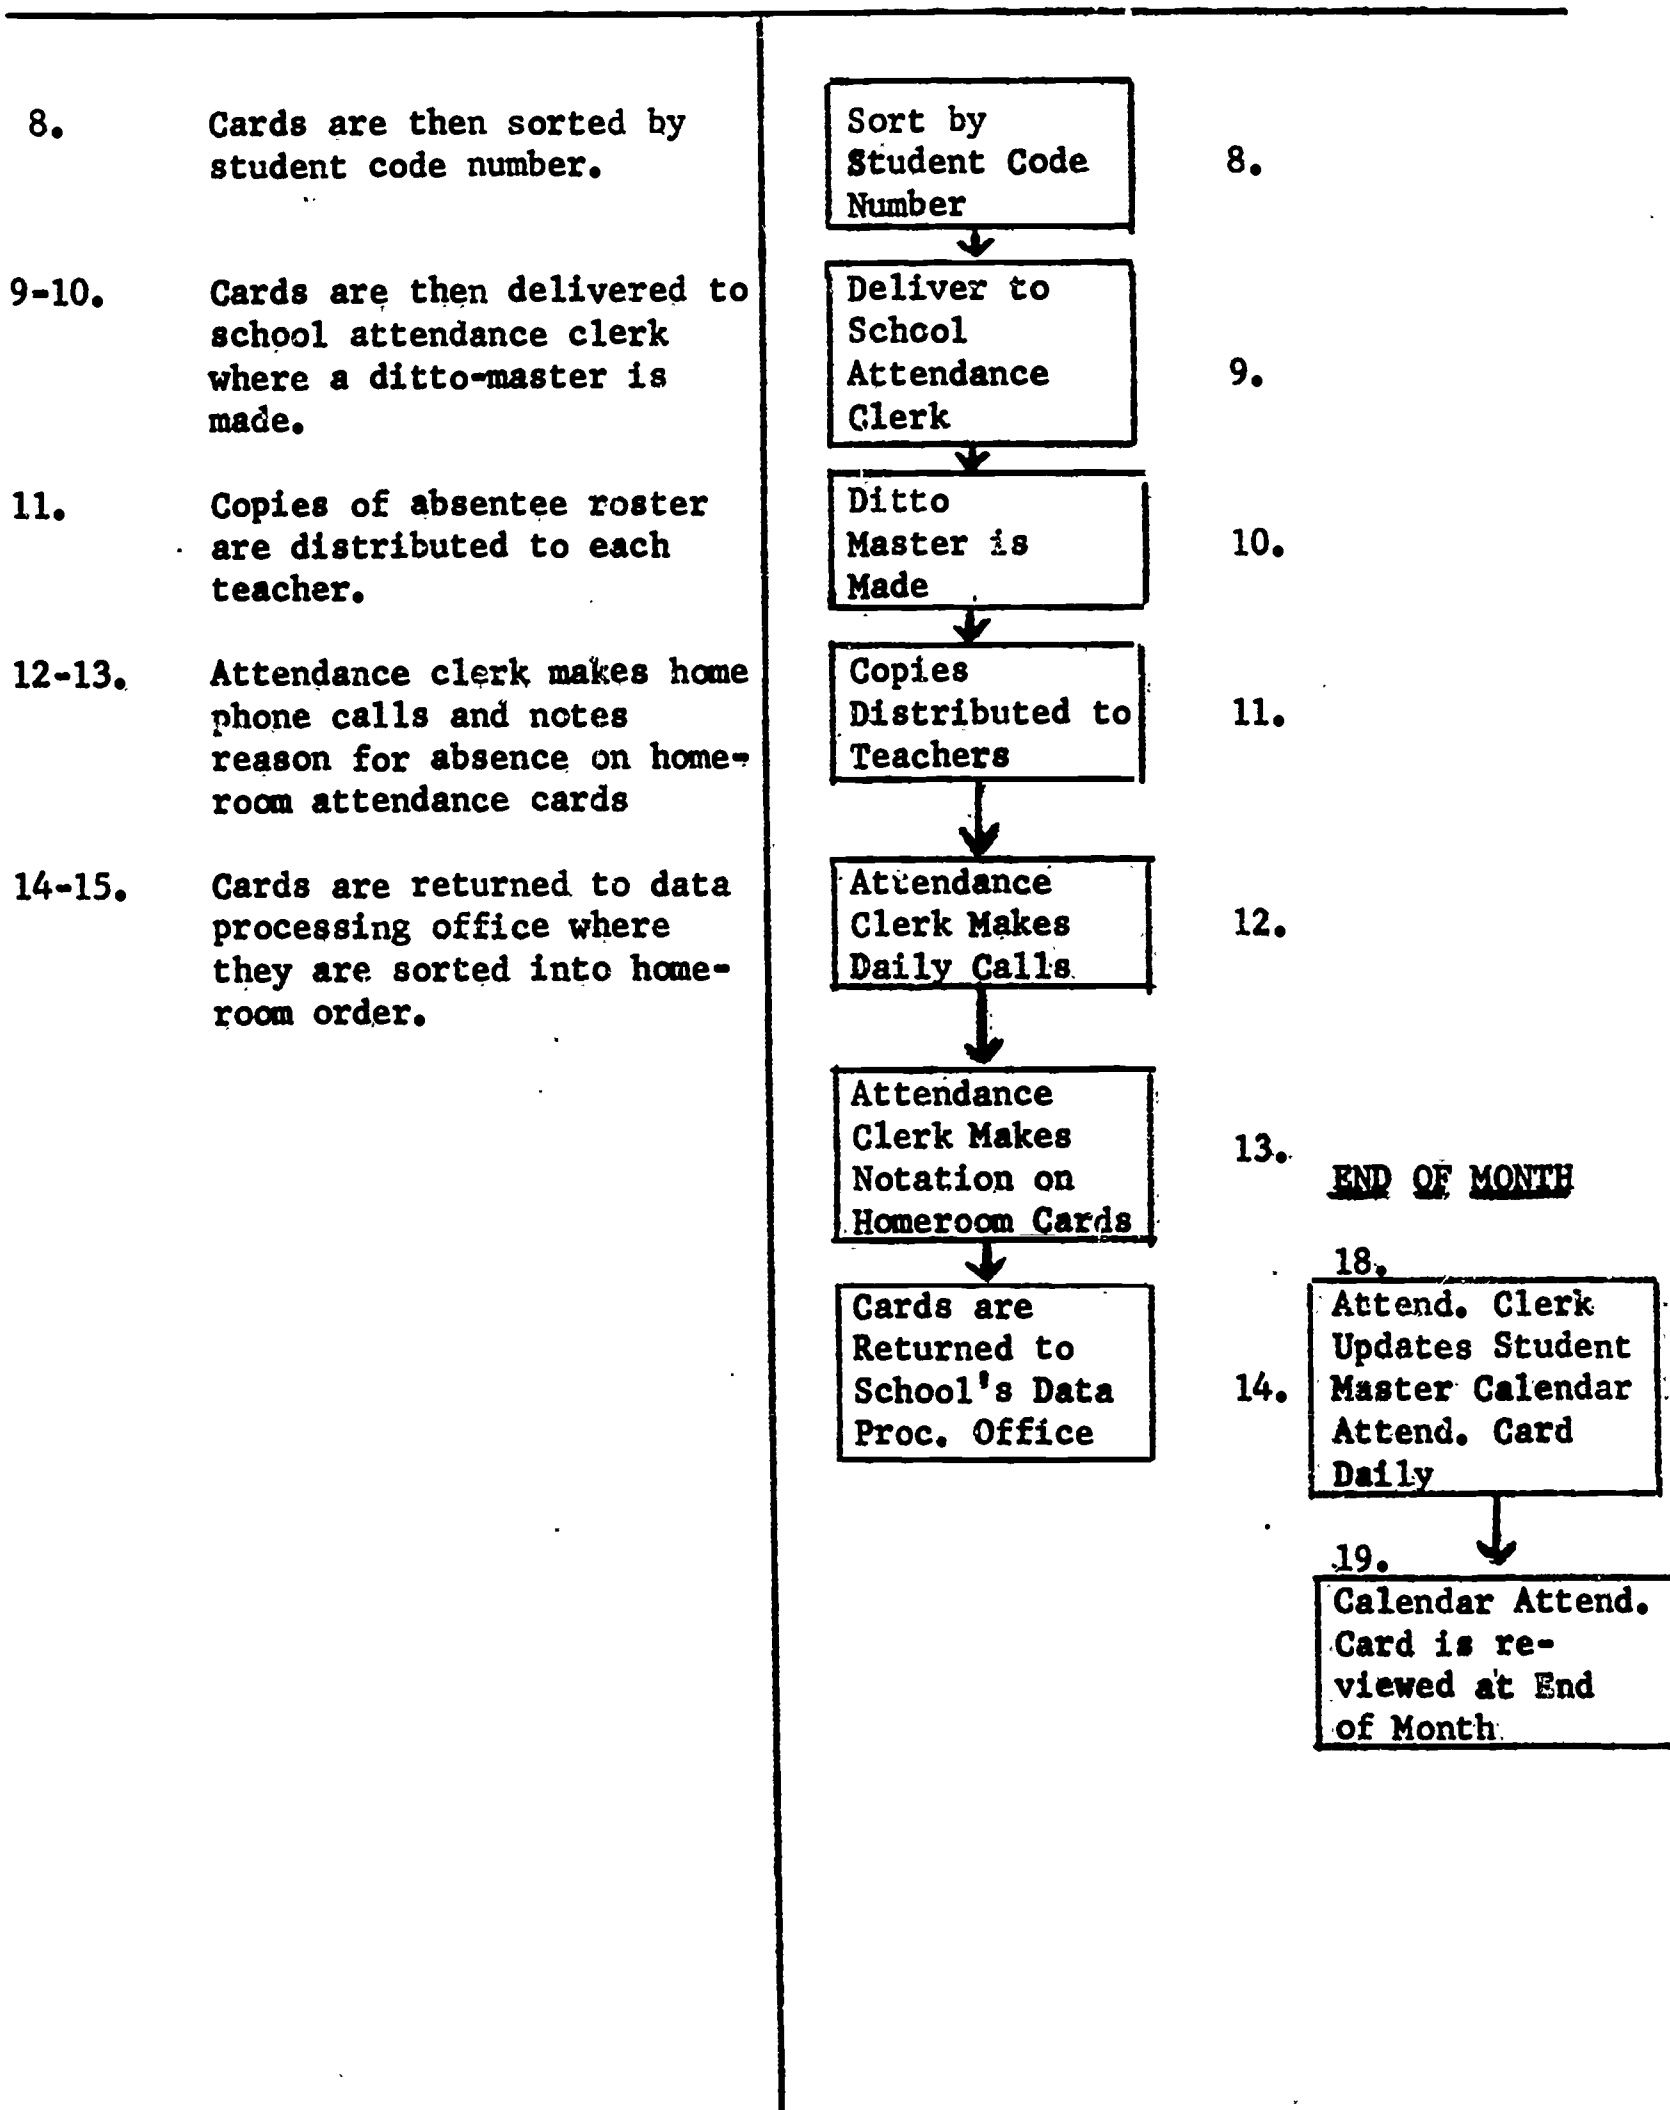 8. Cards are then sorted by
student code number.
9-10. Cards are then delivered to
school attendance clerk
where a ditto-master is
made.
11. Copies of absentee roster
are distributed to each
teacher.
12-13. Attendance clerk makes home
phone calls and notes
reason for absence on home-
room attendance cards
14-15. Cards are returned to data
processing office where
they are sorted into home-
room order.
Sort by
Student Code
Number
8.
Deliver to
School
Attendance
Clerk
9.
Ditto
Master is
Made
10.
Copies
Distributed to
Teachers
11.
Attendance
Clerk Makes
Daily Calls
12.
Attendance
Clerk Makes
Notation on
Homeroom Cards
13.
Cards are
Returned to
School's Data
Proc. Office
14.
END OF MONTH
18.
Attend. Clerk
Updates Student
Master Calendar
Attend. Card
Daily
19.
Calendar Attend.
Card is re-
viewed at End
of Month